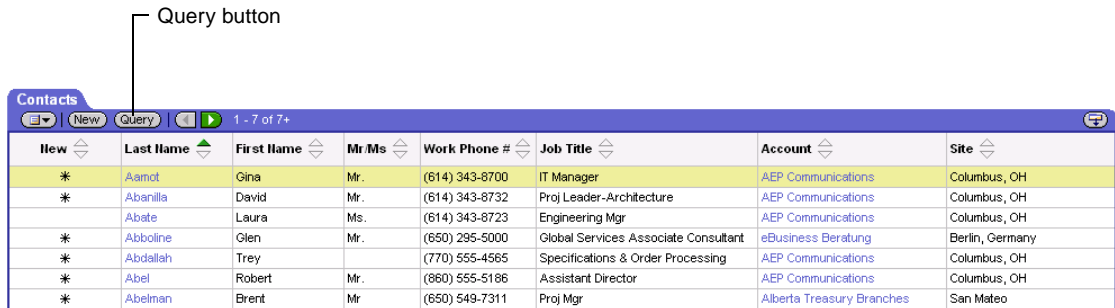 Query button
Contacts
New Query 1 - 7 of 7+
New Last Name First Name Mr/Ms Work Phone # Job Title Account Site
* Aamot Gina Mr. (614) 343-8700 IT Manager AEP Communications Columbus, OH
* Abanilla David Mr. (614) 343-8732 Proj Leader-Architecture AEP Communications Columbus, OH
Abate Laura Ms. (614) 343-8723 Engineering Mgr AEP Communications Columbus, OH
* Abboline Glen Mr. (650) 295-5000 Global Services Associate Consultant eBusiness Beratung Berlin, Germany
* Abdallah Trey (770) 555-4565 Specifications & Order Processing AEP Communications Columbus, OH
* Abel Robert Mr. (860) 555-5186 Assistant Director AEP Communications Columbus, OH
* Abelman Brent Mr (650) 549-7311 Proj Mgr Alberta Treasury Branches San Mateo